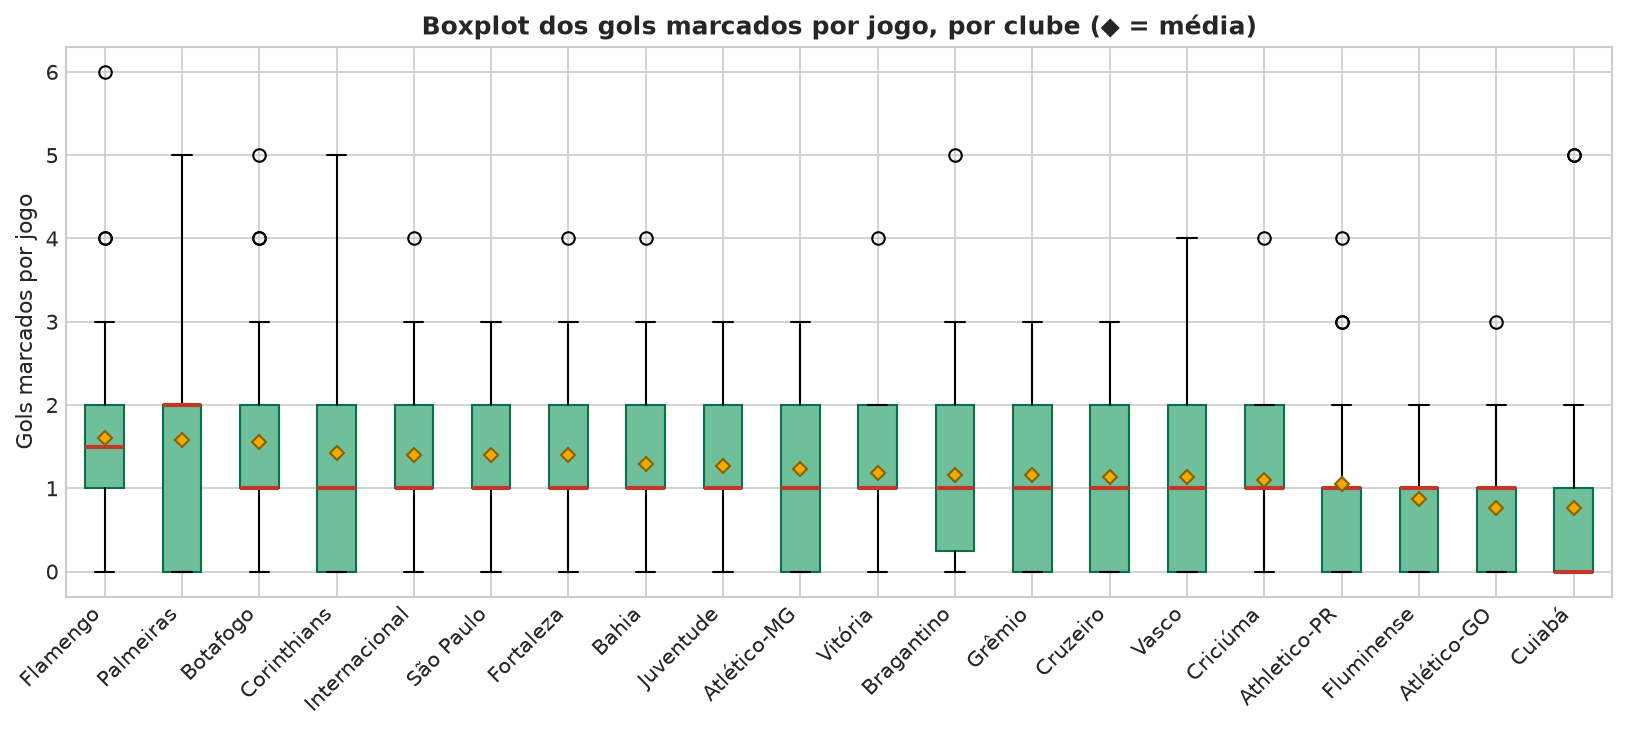 Boxplot dos gols marcados por jogo, por clube (◆ = média)
Gols marcados por jogo
6
5
4
3
2
1
0
Flamengo
Palmeiras
Botafogo
Corinthians
Internacional
São Paulo
Fortaleza
Bahia
Juventude
Atlético-MG
Vitória
Bragantino
Grêmio
Cruzeiro
Vasco
Criciúma
Athletico-PR
Fluminense
Atlético-GO
Cuiabá